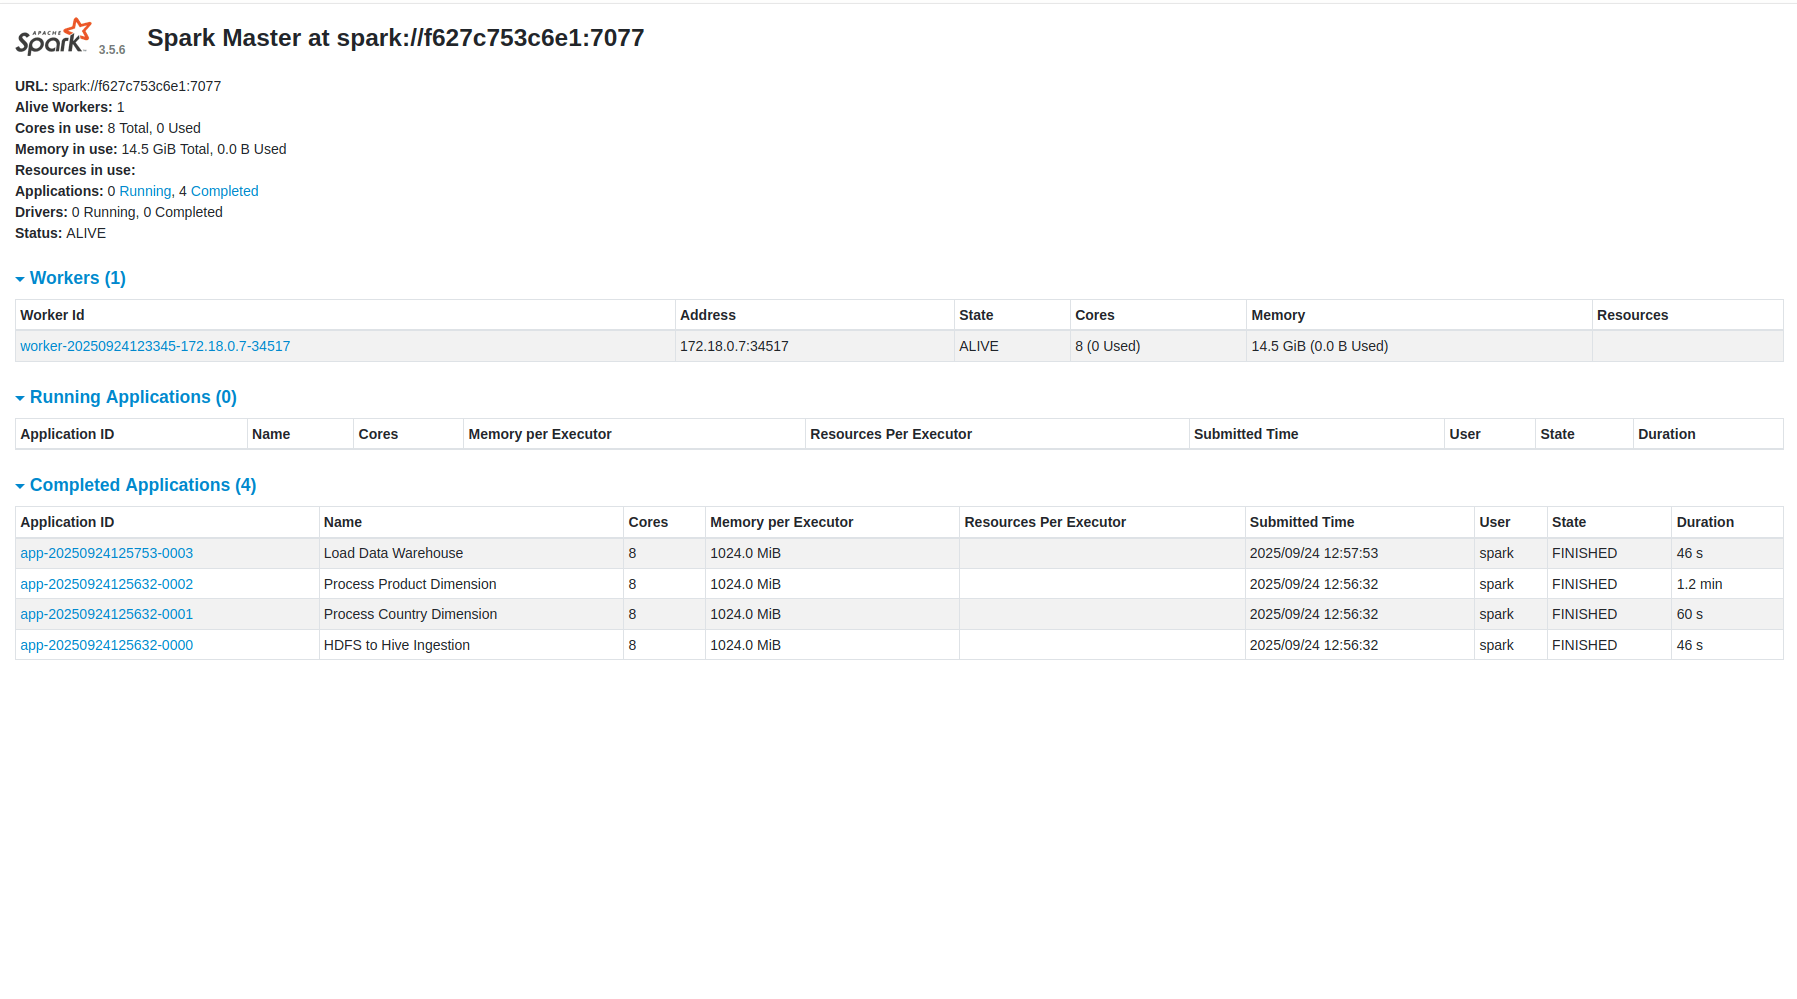 APACHE
Spark 3.5.6 Spark Master at spark://f627c753c6e1:7077
URL: spark://f627c753c6e1:7077
Alive Workers: 1
Cores in use: 8 Total, 0 Used
Memory in use: 14.5 GiB Total, 0.0 B Used
Resources in use:
Applications: 0 Running, 4 Completed
Drivers: 0 Running, 0 Completed
Status: ALIVE
Workers (1)
Worker Id Address State Cores Memory Resources
worker-20250924123345-172.18.0.7-34517 172.18.0.7:34517 ALIVE 8 (0 Used) 14.5 GiB (0.0 B Used)
Running Applications (0)
Application ID Name Cores Memory per Executor Resources Per Executor Submitted Time User State Duration
Completed Applications (4)
Application ID Name Cores Memory per Executor Resources Per Executor Submitted Time User State Duration
app-20250924125753-0003 Load Data Warehouse 8 1024.0 MiB 2025/09/24 12:57:53 spark FINISHED 46 s
app-20250924125632-0002 Process Product Dimension 8 1024.0 MiB 2025/09/24 12:56:32 spark FINISHED 1.2 min
app-20250924125632-0001 Process Country Dimension 8 1024.0 MiB 2025/09/24 12:56:32 spark FINISHED 60 s
app-20250924125632-0000 HDFS to Hive Ingestion 8 1024.0 MiB 2025/09/24 12:56:32 spark FINISHED 46 s